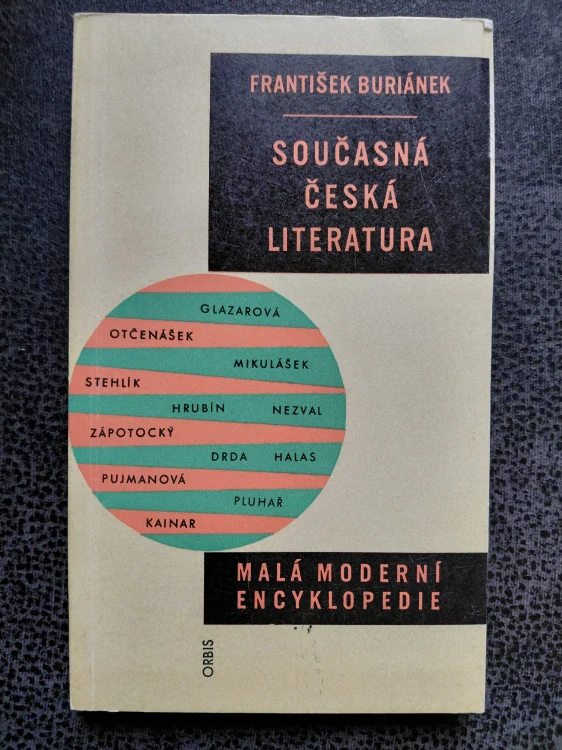 FRANTIŠEK BURIÁNEK
SOUČASNÁ
ČESKÁ
LITERATURA
GLAZAROVÁ
OTČENÁŠEK
MIKULÁŠEK
STEHLÍK
HRUBÍN NEZVAL
ZÁPOTOCKÝ
DRDA HALAS
PUJMANOVÁ
PLUHAŘ
KAINAR
MALÁ MODERNÍ
ENCYKLOPEDIE
ORBIS